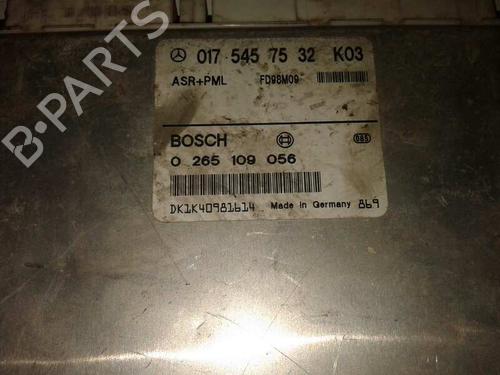 017 545 75 32 K03
ASR+PML FD98M09
BOSCH
085
0 265 109 056
DK1K40981614 Made in Germany 869
B-PARTS